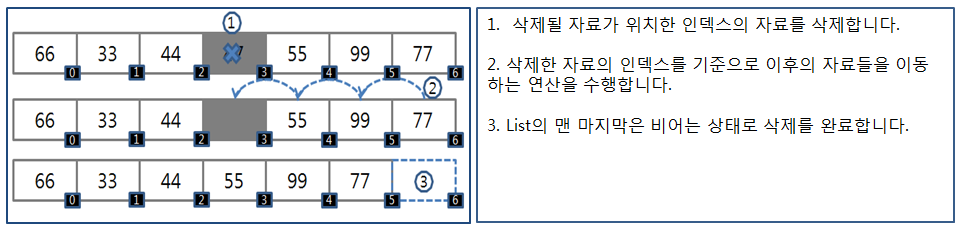 ①
66 33 44 55 99 77
0 1 2 3 4 5 6
②
66 33 44 55 99 77
0 1 2 3 4 5 6
66 33 44 55 99 77 ③
0 1 2 3 4 5 6
1. 삭제될 자료가 위치한 인덱스의 자료를 삭제합니다.
2. 삭제한 자료의 인덱스를 기준으로 이후의 자료들을 이동
하는 연산을 수행합니다.
3. List의 맨 마지막은 비어는 상태로 삭제를 완료합니다.